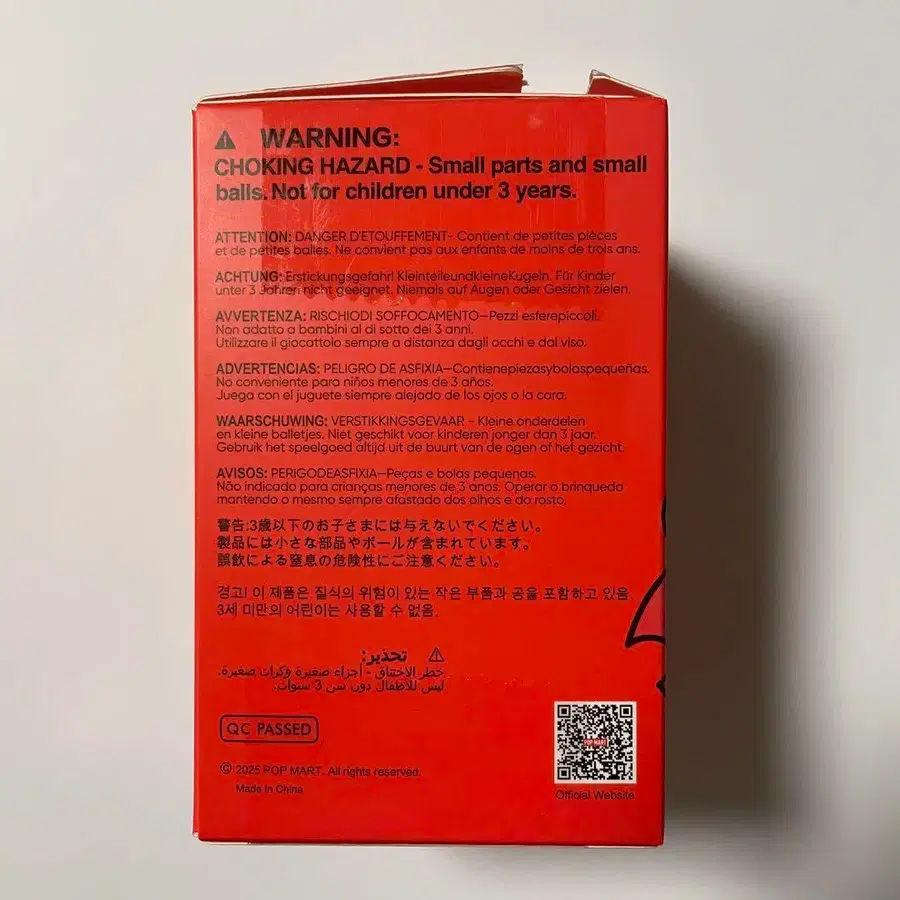 ⚠ WARNING:
CHOKING HAZARD - Small parts and small
balls. Not for children under 3 years.
ATTENTION: DANGER D'ETOUFFEMENT- Contient de petites pièces
et de petites balles. Ne convient pas aux enfants de moins de trois ans.
ACHTUNG: Erstickungsgefahr! KleinteileundkleineKugeln. Für Kinder
unter 3 Jahren nicht geeignet. Niemals auf Augen oder Gesicht zielen.
AVVERTENZA: RISCHIODI SOFFOCAMENTO—Pezzi esferepiccoli.
Non adatto a bambini al di sotto dei 3 anni.
Utilizzare il giocattolo sempre a distanza dagli occhi e dal viso.
ADVERTENCIAS: PELIGRO DE ASFIXIA—Contienepiezasybolaspequeñas.
No conveniente para niños menores de 3 años.
Juega con el juguete siempre alejado de los ojos o la cara.
WAARSCHUWING: VERSTIKKINGSGEVAAR - Kleine onderdelen
en kleine balletjes. Niet geschikt voor kinderen jonger dan 3 jaar.
Gebruik het speelgoed altijd uit de buurt van de ogen of het gezicht.
AVISOS: PERIGODEASFIXIA—Peças e bolas pequenas.
Não indicado para crianças menores de 3 anos. Operar o brinquedo
mantendo o mesmo sempre afastado dos olhos e do rosto.
警告:3歳以下のお子さまには与えないでください。
製品には小さな部品やボールが含まれています。
誤飲による窒息の危険性にご注意ください。
경고! 이 제품은 질식의 위험이 있는 작은 부품과 공을 포함하고 있음
3세 미만의 어린이는 사용할 수 없음.
⚠ تحذير:
خطر الاختناق - أجزاء صغيرة وكرات صغيرة.
ليس للأطفال دون سن 3 سنوات.
QC PASSED
© 2025 POP MART. All rights reserved.
Made in China
POP MART
Official Website